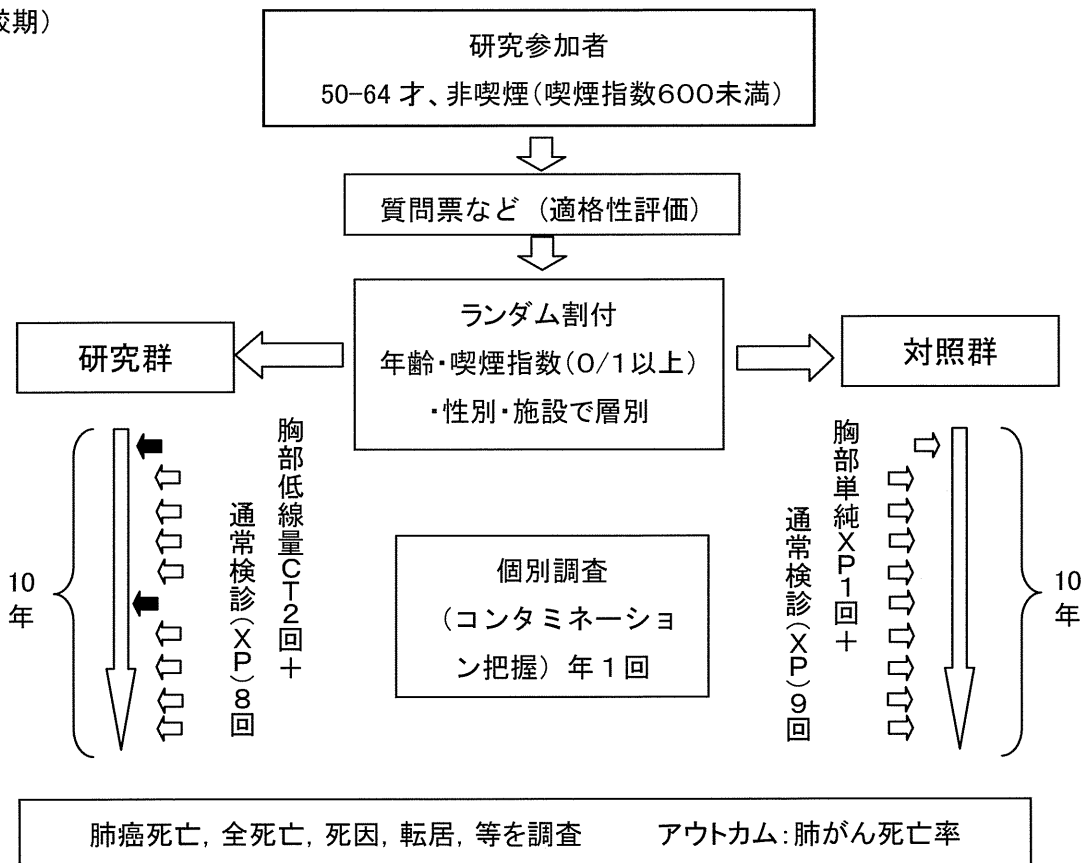 較期）
研究参加者
50-64 才、非喫煙（喫煙指数６００未満）
質問票など （適格性評価）
ランダム割付
年齢・喫煙指数（０/１以上）
・性別・施設で層別
研究群
対照群
胸部低線量ＣＴ２回＋
通常検診（ＸＰ）８回
胸部単純ＸＰ１回＋
通常検診（ＸＰ）９回
10
年
個別調査
（コンタミネーショ
ン把握） 年１回
10
年
肺癌死亡, 全死亡, 死因, 転居, 等を調査 アウトカム：肺がん死亡率